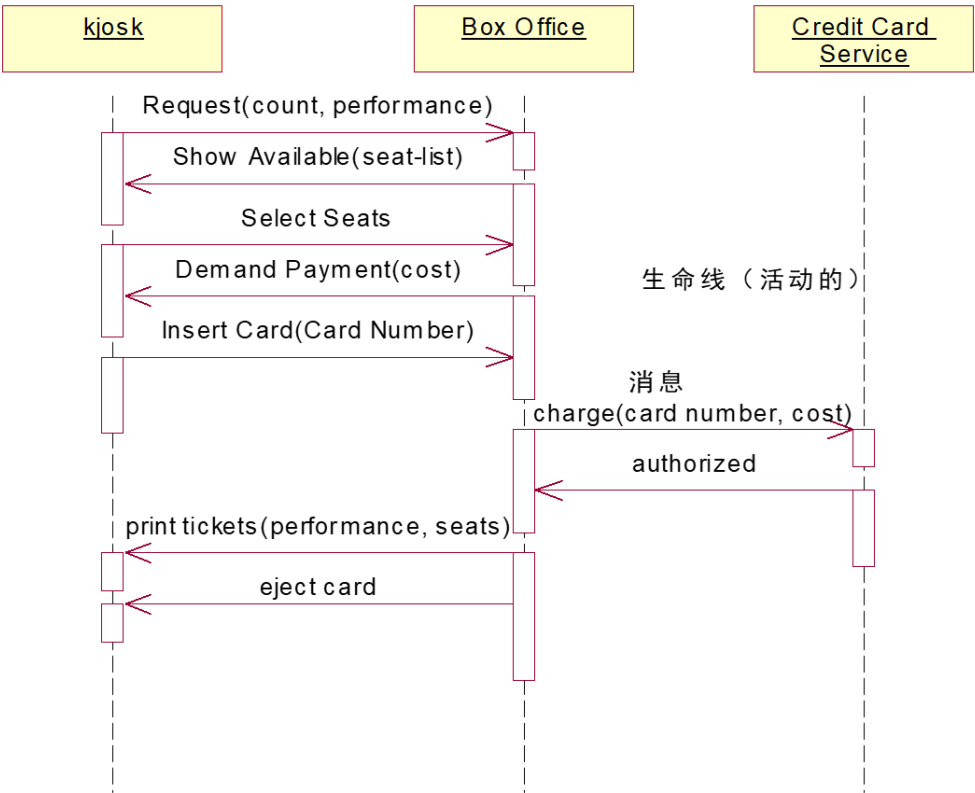 kjosk
Box Office
Credit Card
Service
Request(count, performance)
Show Available(seat-list)
Select Seats
Demand Payment(cost)
生命线（活动的）
Insert Card(Card Number)
消息
charge(card number, cost)
authorized
print tickets(performance, seats)
eject card